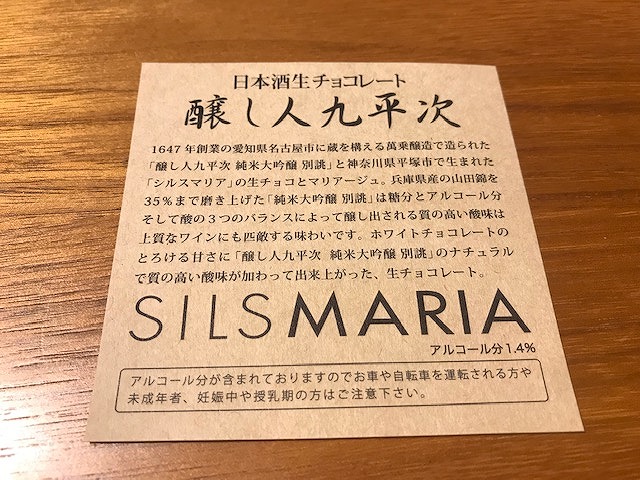 日本酒生チョコレート
醸し人九平次
1647年創業の愛知県名古屋市に蔵を構える萬乗醸造で造られた
「醸し人九平次 純米大吟醸 別誂」と神奈川県平塚市で生まれた
「シルスマリア」の生チョコとマリアージュ。兵庫県産の山田錦を
35%まで磨き上げた「純米大吟醸 別誂」は糖分とアルコール分
そして酸の3つのバランスによって醸し出される質の高い酸味は
上質なワインにも匹敵する味わいです。ホワイトチョコレートの
とろける甘さに「醸し人九平次 純米大吟醸 別誂」のナチュラル
で質の高い酸味が加わって出来上がった、生チョコレート。
SILSMARIA
アルコール分1.4%
アルコール分が含まれておりますのでお車や自転車を運転される方や
未成年者、妊娠中や授乳期の方はご注意下さい。